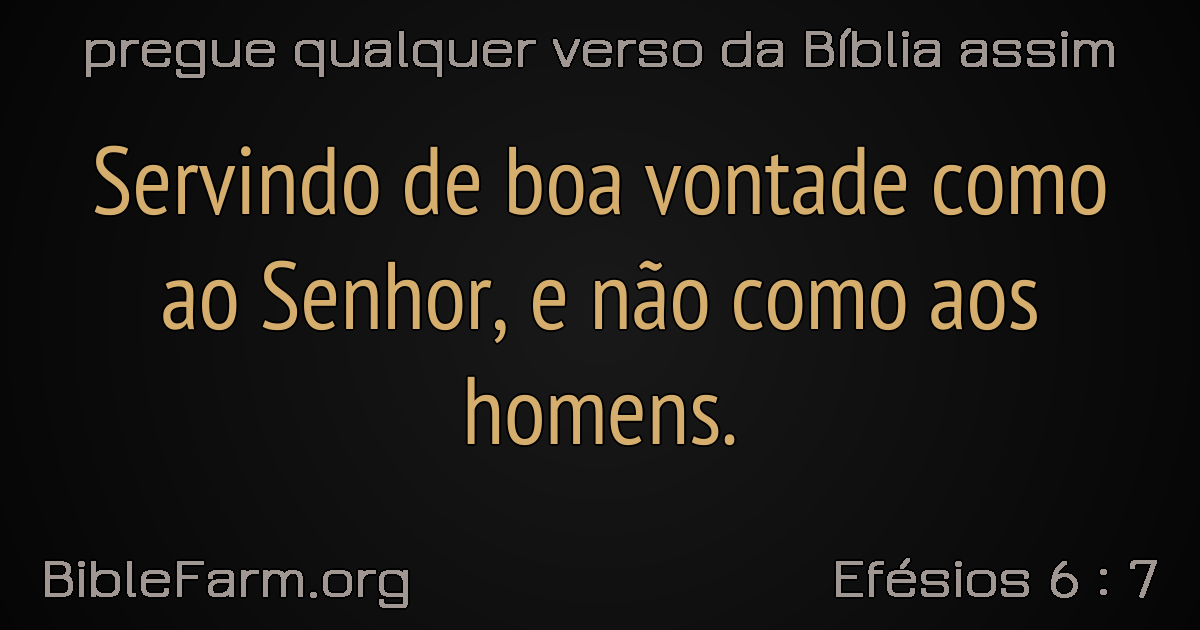 pregue qualquer verso da Bíblia assim
Servindo de boa vontade como
ao Senhor, e não como aos
homens.
BibleFarm.org
Efésios 6 : 7